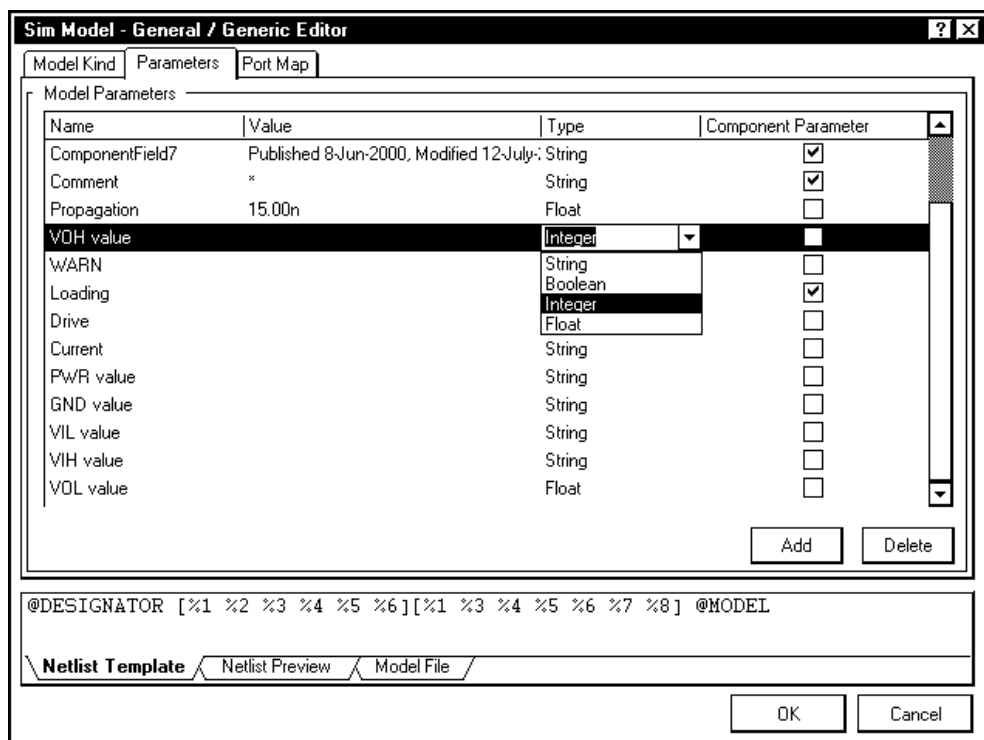 Sim Model - General / Generic Editor
Model Kind Parameters Port Map
Model Parameters
Name Value Type Component Parameter
ComponentField7 Published 8-Jun-2000, Modified 12-July-2 String
Comment * String
Propagation 15.00n Float
VOH value Integer
WARN String
Boolean
Loading Integer
Drive Float
Current String
PWR value String
GND value String
VIL value String
VIH value String
VOL value Float
Add Delete
@DESIGNATOR [%1 %2 %3 %4 %5 %6][%1 %3 %4 %5 %6 %7 %8] @MODEL
Netlist Template Netlist Preview Model File
OK Cancel